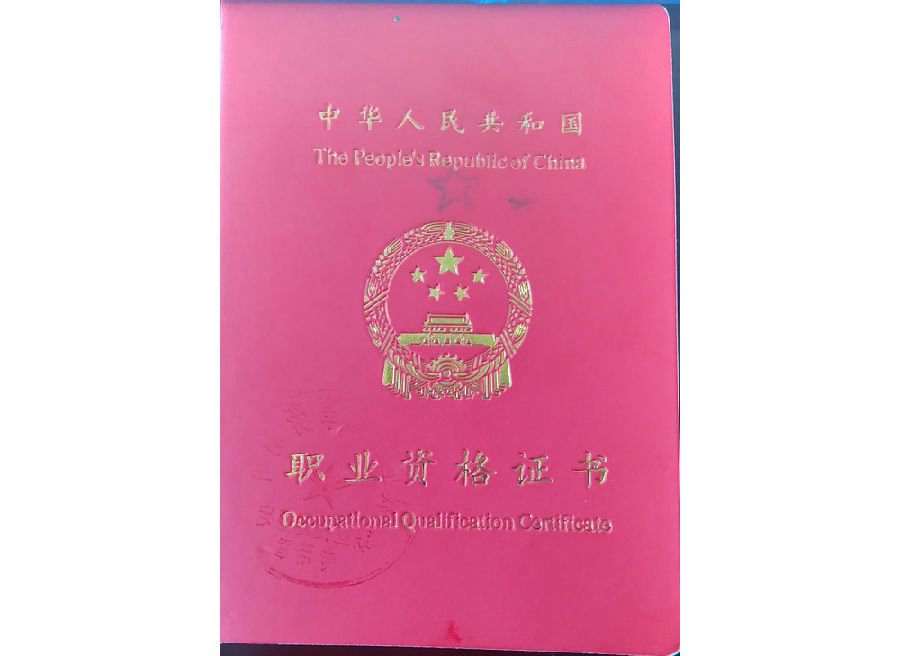 中华人民共和国
The People's Republic of China
职业资格证书
Occupational Qualification Certificate